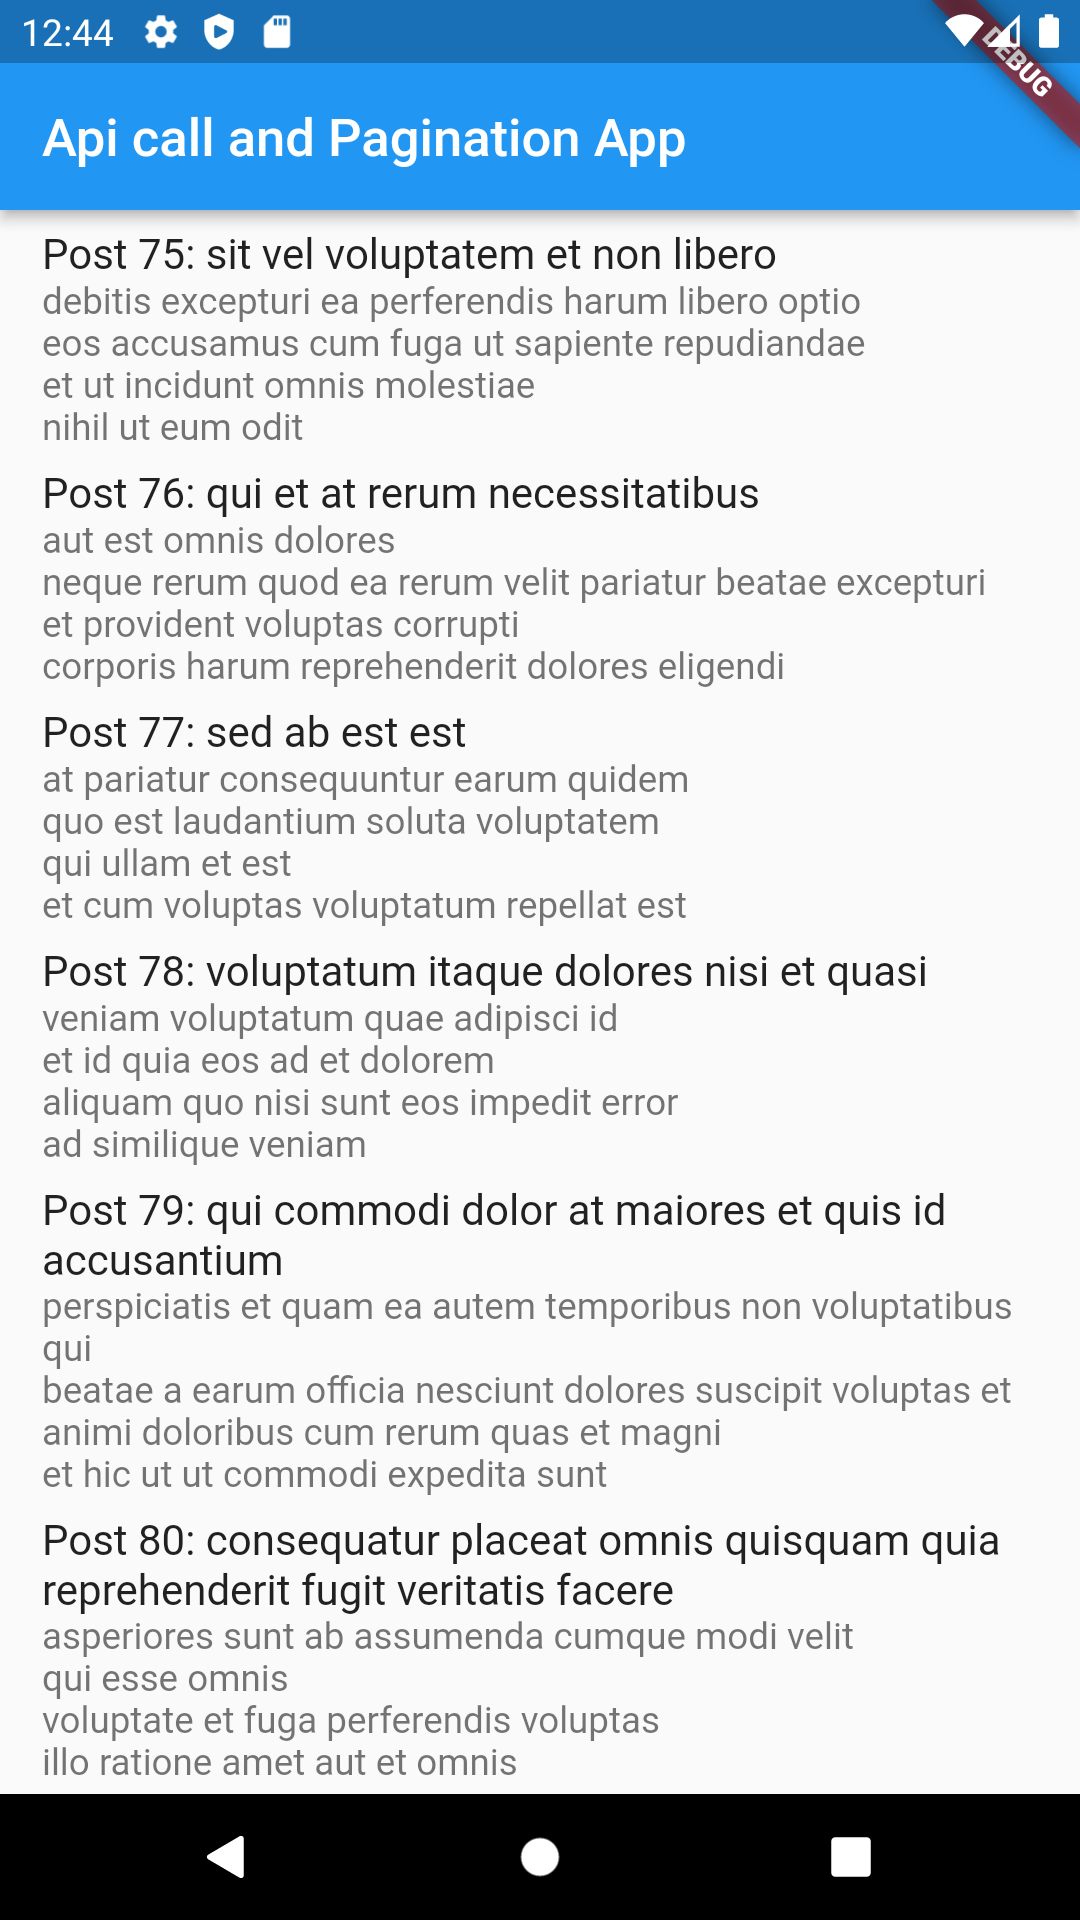 12:44
DEBUG
Api call and Pagination App
Post 75: sit vel voluptatem et non libero
debitis excepturi ea perferendis harum libero optio
eos accusamus cum fuga ut sapiente repudiandae
et ut incidunt omnis molestiae
nihil ut eum odit
Post 76: qui et at rerum necessitatibus
aut est omnis dolores
neque rerum quod ea rerum velit pariatur beatae excepturi
et provident voluptas corrupti
corporis harum reprehenderit dolores eligendi
Post 77: sed ab est est
at pariatur consequuntur earum quidem
quo est laudantium soluta voluptatem
qui ullam et est
et cum voluptas voluptatum repellat est
Post 78: voluptatum itaque dolores nisi et quasi
veniam voluptatum quae adipisci id
et id quia eos ad et dolorem
aliquam quo nisi sunt eos impedit error
ad similique veniam
Post 79: qui commodi dolor at maiores et quis id
accusantium
perspiciatis et quam ea autem temporibus non voluptatibus
qui
beatae a earum officia nesciunt dolores suscipit voluptas et
animi doloribus cum rerum quas et magni
et hic ut ut commodi expedita sunt
Post 80: consequatur placeat omnis quisquam quia
reprehenderit fugit veritatis facere
asperiores sunt ab assumenda cumque modi velit
qui esse omnis
voluptate et fuga perferendis voluptas
illo ratione amet aut et omnis